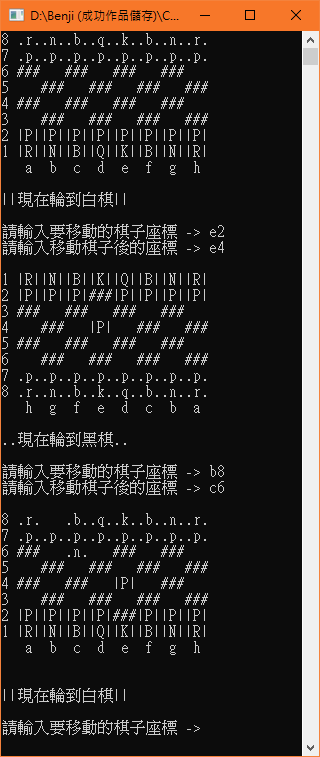 D:\Benji (成功作品儲存)\C...
8 .r..n..b..q..k..b..n..r.
7 .p..p..p..p..p..p..p..p.
6 ###   ###   ###   ###
5    ###   ###   ###   ###
4 ###   ###   ###   ###
3    ###   ###   ###   ###
2 |P||P||P||P||P||P||P||P|
1 |R||N||B||Q||K||B||N||R|
   a  b  c  d  e  f  g  h
||現在輪到白棋||
請輸入要移動的棋子座標 -> e2
請輸入移動棋子後的座標 -> e4
1 |R||N||B||K||Q||B||N||R|
2 |P||P||P|###|P||P||P||P|
3 ###   ###   ###   ###
4    ###   |P|   ###   ###
5 ###   ###   ###   ###
6    ###   ###   ###   ###
7 .p..p..p..p..p..p..p..p.
8 .r..n..b..k..q..b..n..r.
   h  g  f  e  d  c  b  a
..現在輪到黑棋..
請輸入要移動的棋子座標 -> b8
請輸入移動棋子後的座標 -> c6
8 .r.   .b..q..k..b..n..r.
7 .p..p..p..p..p..p..p..p.
6 ###   .n.   ###   ###
5    ###   ###   ###   ###
4 ###   ###   |P|   ###
3    ###   ###   ###   ###
2 |P||P||P||P|###|P||P||P|
1 |R||N||B||Q||K||B||N||R|
   a  b  c  d  e  f  g  h
||現在輪到白棋||
請輸入要移動的棋子座標 ->